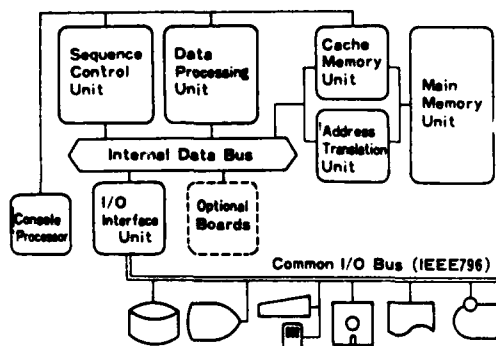 Sequence
Control
Unit
Data
Processing
Unit
Cache
Memory
Unit
Main
Memory
Unit
Address
Translation
Unit
Internal Data Bus
Console
Processor
I/O
Interface
Unit
Optional
Boards
Common I/O Bus (IEEE796)